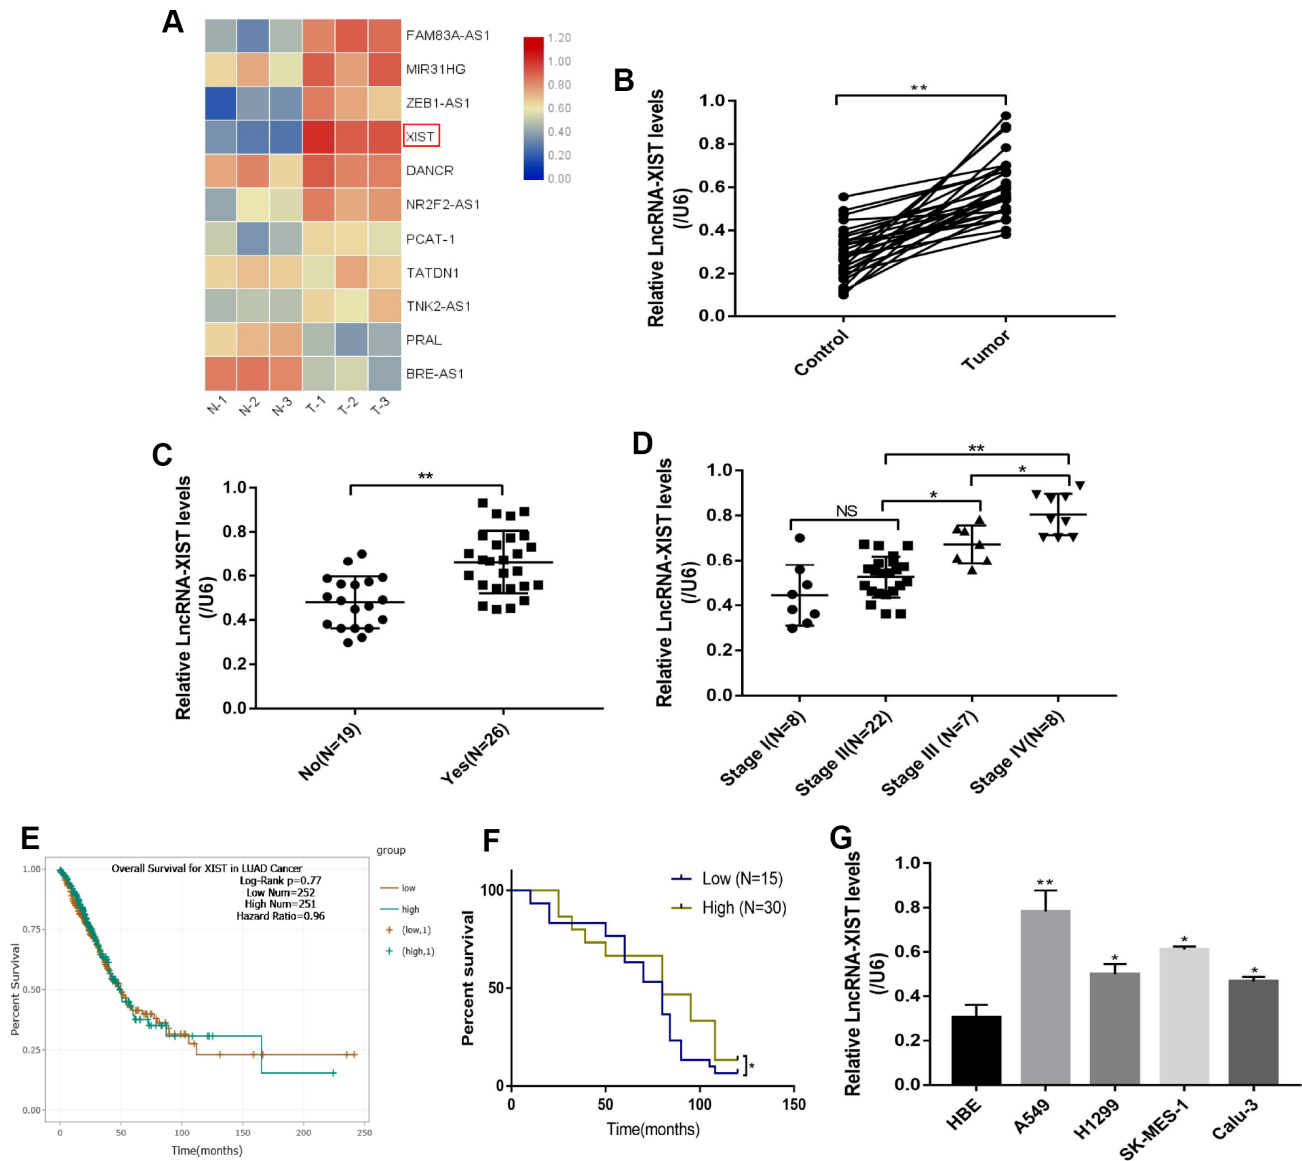 A
FAM83A-AS1
MIR31HG
ZEB1-AS1
XIST
DANCR
NR2F2-AS1
PCAT-1
TATDN1
TNK2-AS1
PRAL
BRE-AS1
N-1 N-2 N-3 T-1 T-2 T-3
1.20
1.00
0.80
0.60
0.40
0.20
0.00
B
Relative LncRNA-XIST levels
(/U6)
1.0
0.8
0.6
0.4
0.2
0.0
**
Control Tumor
C
Relative LncRNA-XIST levels
(/U6)
1.0
0.8
0.6
0.4
0.2
0.0
**
No(N=19) Yes(N=26)
D
Relative LncRNA-XIST levels
(/U6)
1.0
0.8
0.6
0.4
0.2
0.0
NS
*
**
*
Stage I(N=8) Stage II(N=22) Stage III (N=7) Stage IV(N=8)
E
Overall Survival for XIST in LUAD Cancer
Log-Rank p=0.77
Low Num=252
High Num=251
Hazard Ratio=0.96
group
low
high
(low,1)
(high,1)
Percent Survival
1.00
0.75
0.50
0.25
0.00
0 50 100 150 200 250
Time(months)
F
Low (N=15)
High (N=30)
Percent survival
100
50
0
*
0 50 100 150
Time(months)
G
Relative LncRNA-XIST levels
(/U6)
1.0
0.8
0.6
0.4
0.2
0.0
**
*
*
*
HBE A549 H1299 SK-MES-1 Calu-3